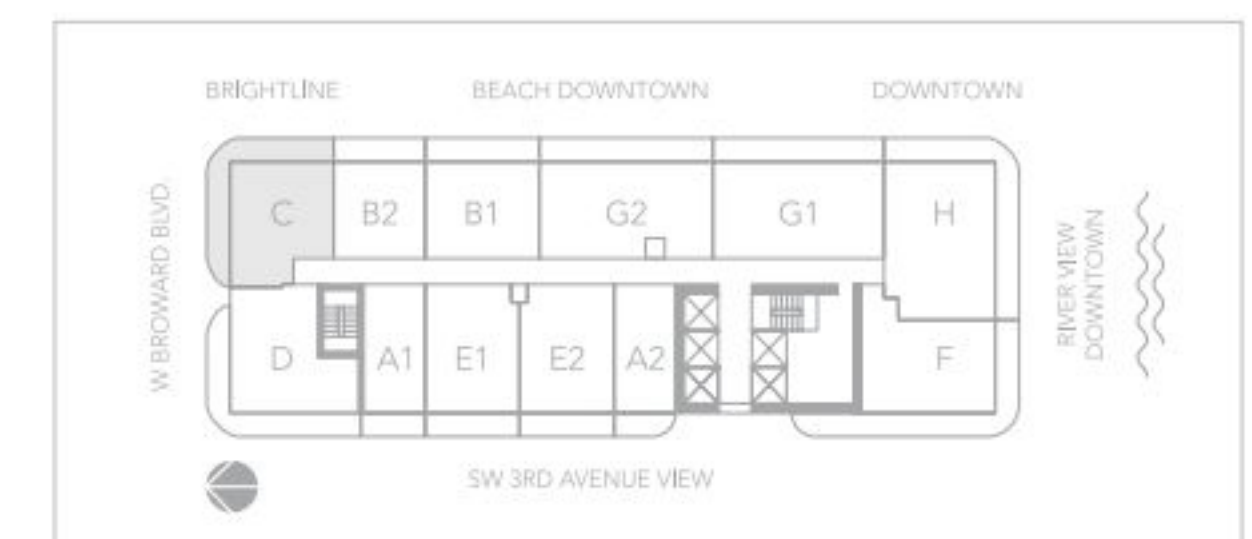 BRIGHTLINE
BEACH DOWNTOWN
DOWNTOWN
W BROWARD BLVD.
C
B2
B1
G2
G1
H
RIVER VIEW
DOWNTOWN
D
A1
E1
E2
A2
F
SW 3RD AVENUE VIEW